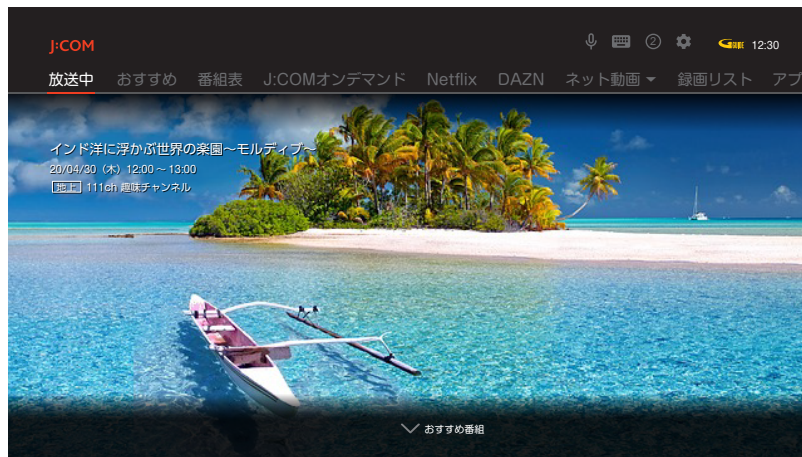 J:COM
② G GUIDE 12:30
放送中 おすすめ 番組表 J:COMオンデマンド Netflix DAZN ネット動画 録画リスト アプ
インド洋に浮かぶ世界の楽園～モルディブ～
20/04/30（木）12:00～13:00
地上 111ch 趣味チャンネル
おすすめ番組